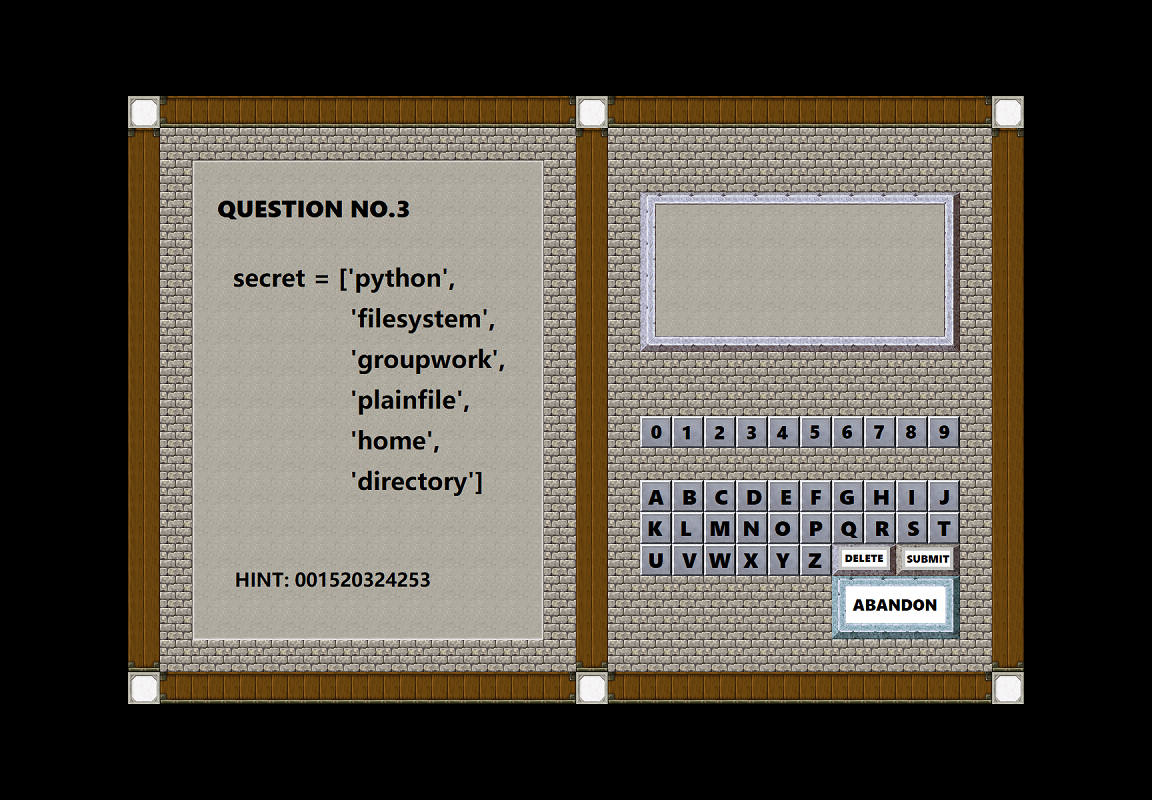 QUESTION NO.3
secret = ['python',
'filesystem',
'groupwork',
'plainfile',
'home',
'directory']
HINT: 001520324253
0 1 2 3 4 5 6 7 8 9
A B C D E F G H I J
K L M N O P Q R S T
U V W X Y Z DELETE SUBMIT
ABANDON